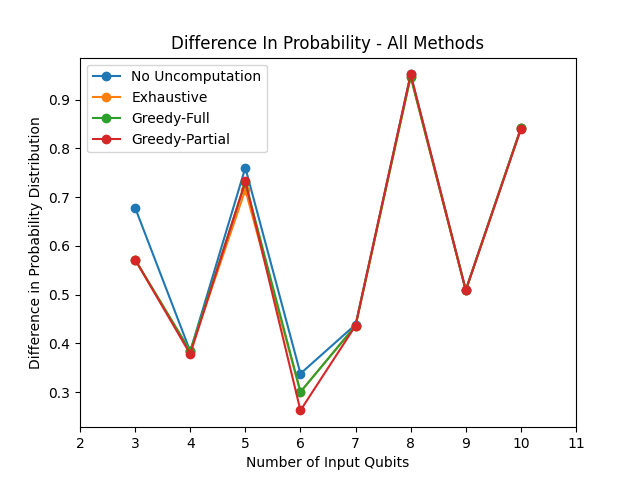 Difference In Probability - All Methods
No Uncomputation
Exhaustive
Greedy-Full
Greedy-Partial
Difference in Probability Distribution
0.9
0.8
0.7
0.6
0.5
0.4
0.3
2 3 4 5 6 7 8 9 10 11
Number of Input Qubits